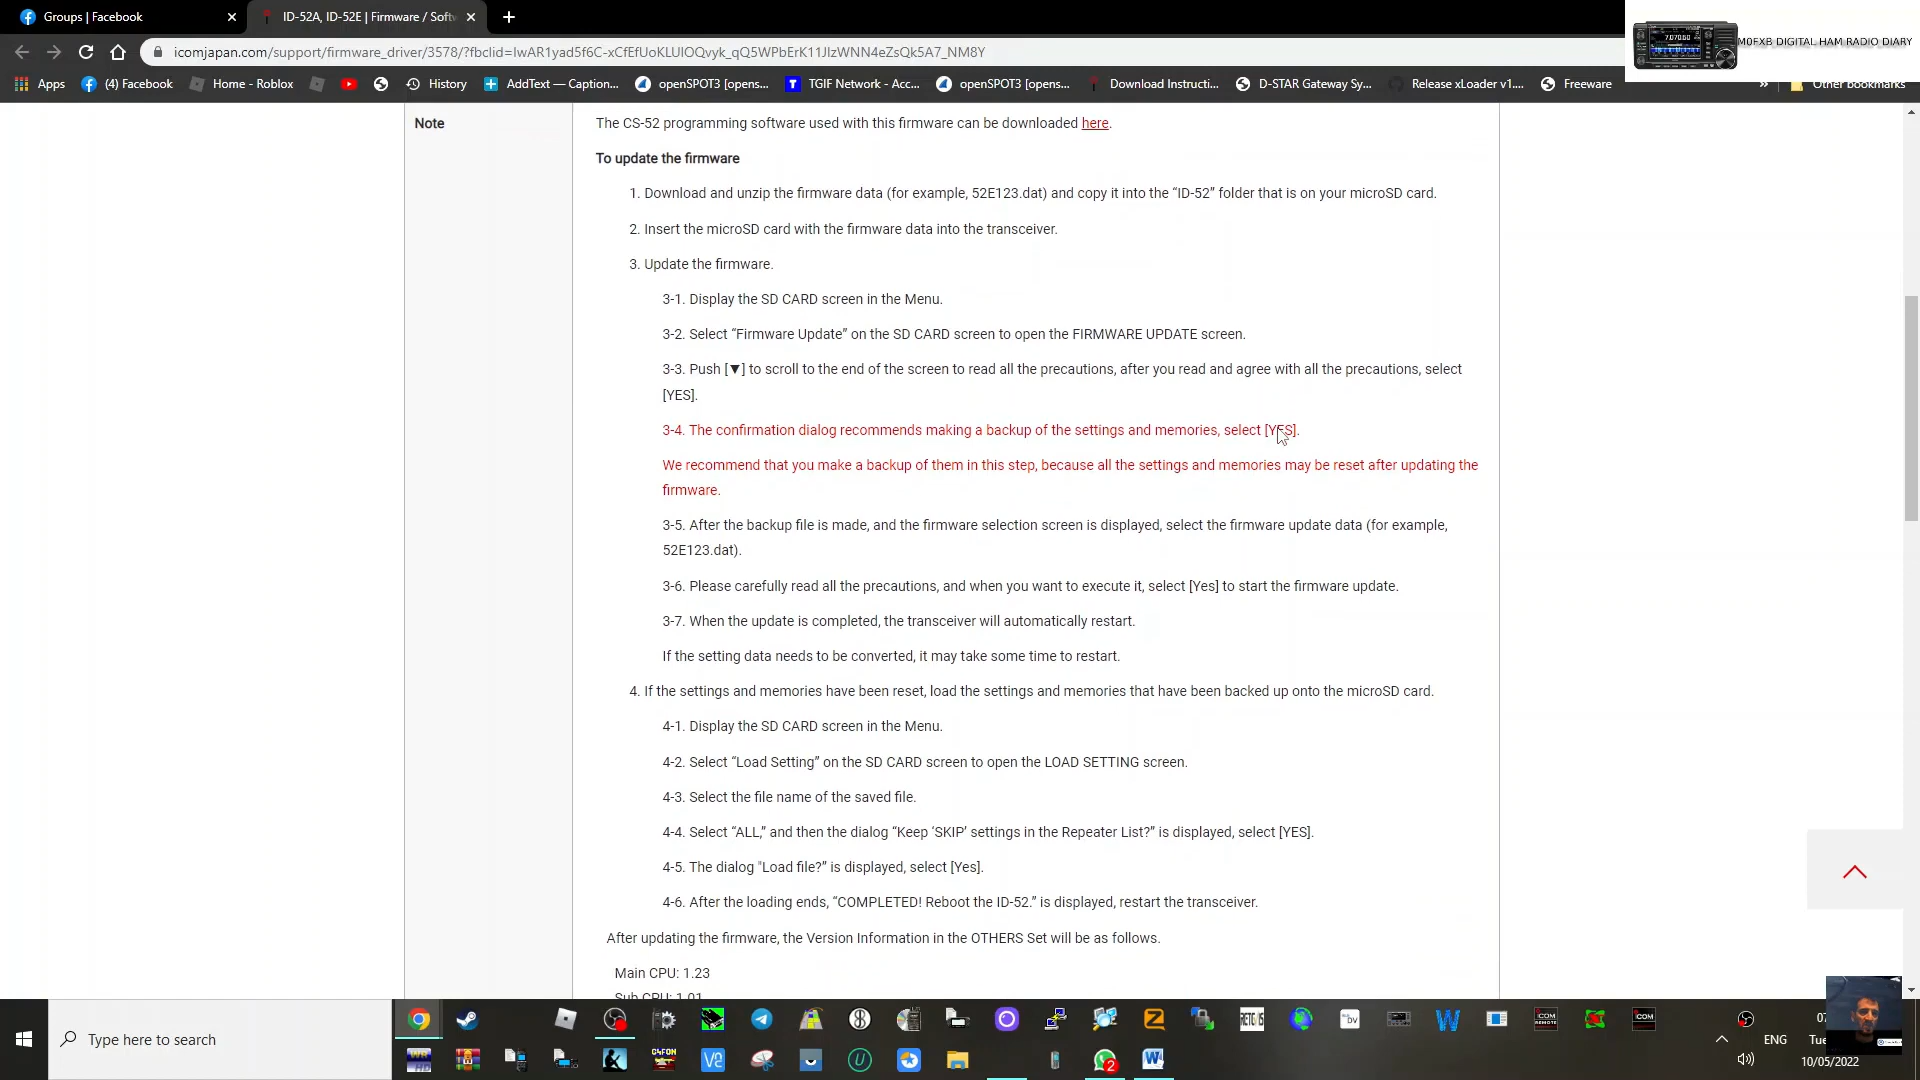 Groups | Facebook
ID-52A, ID-52E | Firmware / Softw
icomjapan.com/support/firmware_driver/3578/?fbclid=IwAR1yad5f6C-xCfEfUoKLUIOQvyk_qQ5WPbErK11JIzWNN4eZsQk5A7_NM8Y
M0FXB DIGITAL HAM RADIO DIARY
Apps
(4) Facebook
Home - Roblox
History
AddText — Caption...
openSPOT3 [opens...
TGIF Network - Acc...
openSPOT3 [opens...
Download Instructi...
D-STAR Gateway Sy...
Release xLoader v1....
Freeware
»
Other bookmarks
Note
The CS-52 programming software used with this firmware can be downloaded here.
To update the firmware
1. Download and unzip the firmware data (for example, 52E123.dat) and copy it into the “ID-52” folder that is on your microSD card.
2. Insert the microSD card with the firmware data into the transceiver.
3. Update the firmware.
3-1. Display the SD CARD screen in the Menu.
3-2. Select “Firmware Update” on the SD CARD screen to open the FIRMWARE UPDATE screen.
3-3. Push [▼] to scroll to the end of the screen to read all the precautions, after you read and agree with all the precautions, select
[YES].
3-4. The confirmation dialog recommends making a backup of the settings and memories, select [YES].
We recommend that you make a backup of them in this step, because all the settings and memories may be reset after updating the
firmware.
3-5. After the backup file is made, and the firmware selection screen is displayed, select the firmware update data (for example,
52E123.dat).
3-6. Please carefully read all the precautions, and when you want to execute it, select [Yes] to start the firmware update.
3-7. When the update is completed, the transceiver will automatically restart.
If the setting data needs to be converted, it may take some time to restart.
4. If the settings and memories have been reset, load the settings and memories that have been backed up onto the microSD card.
4-1. Display the SD CARD screen in the Menu.
4-2. Select “Load Setting” on the SD CARD screen to open the LOAD SETTING screen.
4-3. Select the file name of the saved file.
4-4. Select “ALL,” and then the dialog “Keep ‘SKIP’ settings in the Repeater List?” is displayed, select [YES].
4-5. The dialog "Load file?” is displayed, select [Yes].
4-6. After the loading ends, “COMPLETED! Reboot the ID-52.” is displayed, restart the transceiver.
After updating the firmware, the Version Information in the OTHERS Set will be as follows.
Main CPU: 1.23
Sub CPU: 1.01
Type here to search
ENG
07
Tue
10/05/2022